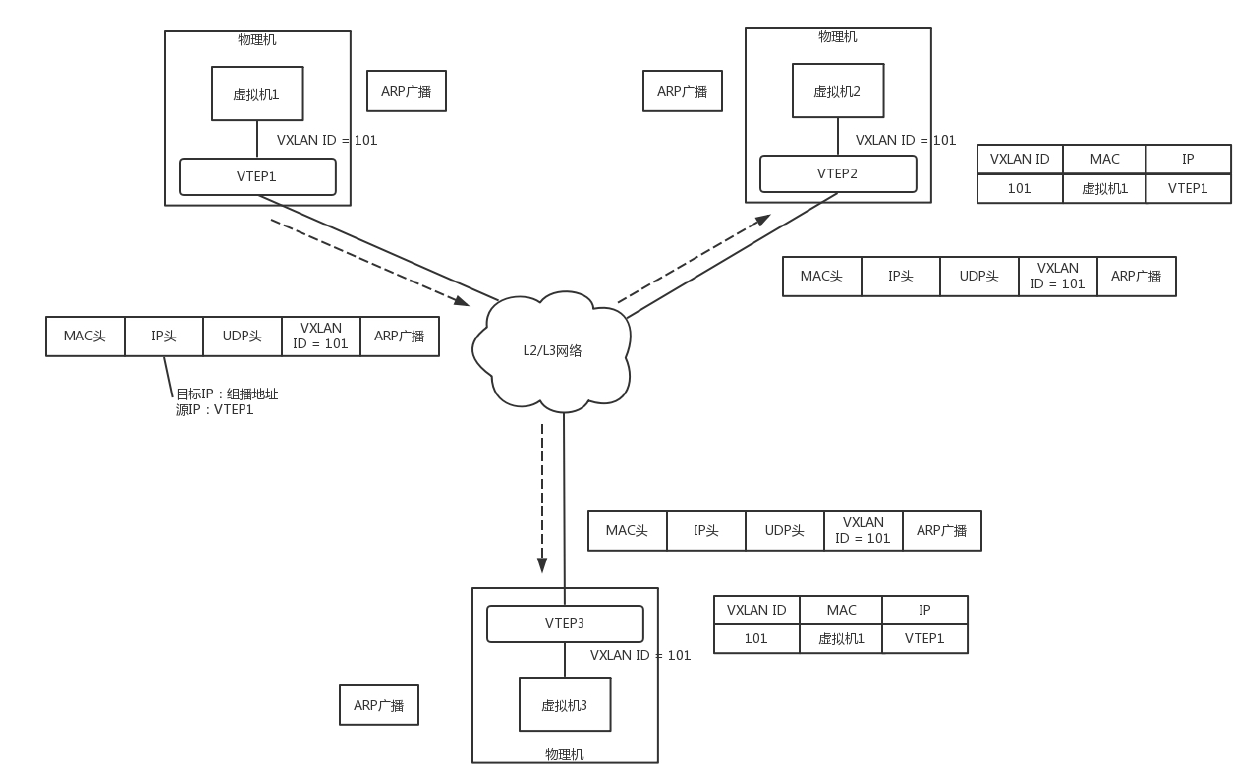 物理机
虚拟机1
ARP广播
VXLAN ID = 101
VTEP1
物理机
ARP广播
虚拟机2
VXLAN ID = 101
VTEP2
VXLAN ID MAC IP
101 虚拟机1 VTEP1
MAC头 IP头 UDP头 VXLAN ID = 101 ARP广播
MAC头 IP头 UDP头 VXLAN ID = 101 ARP广播
目标IP：组播地址
源IP：VTEP1
L2/L3网络
MAC头 IP头 UDP头 VXLAN ID = 101 ARP广播
VTEP3
VXLAN ID MAC IP
101 虚拟机1 VTEP1
VXLAN ID = 101
ARP广播
虚拟机3
物理机